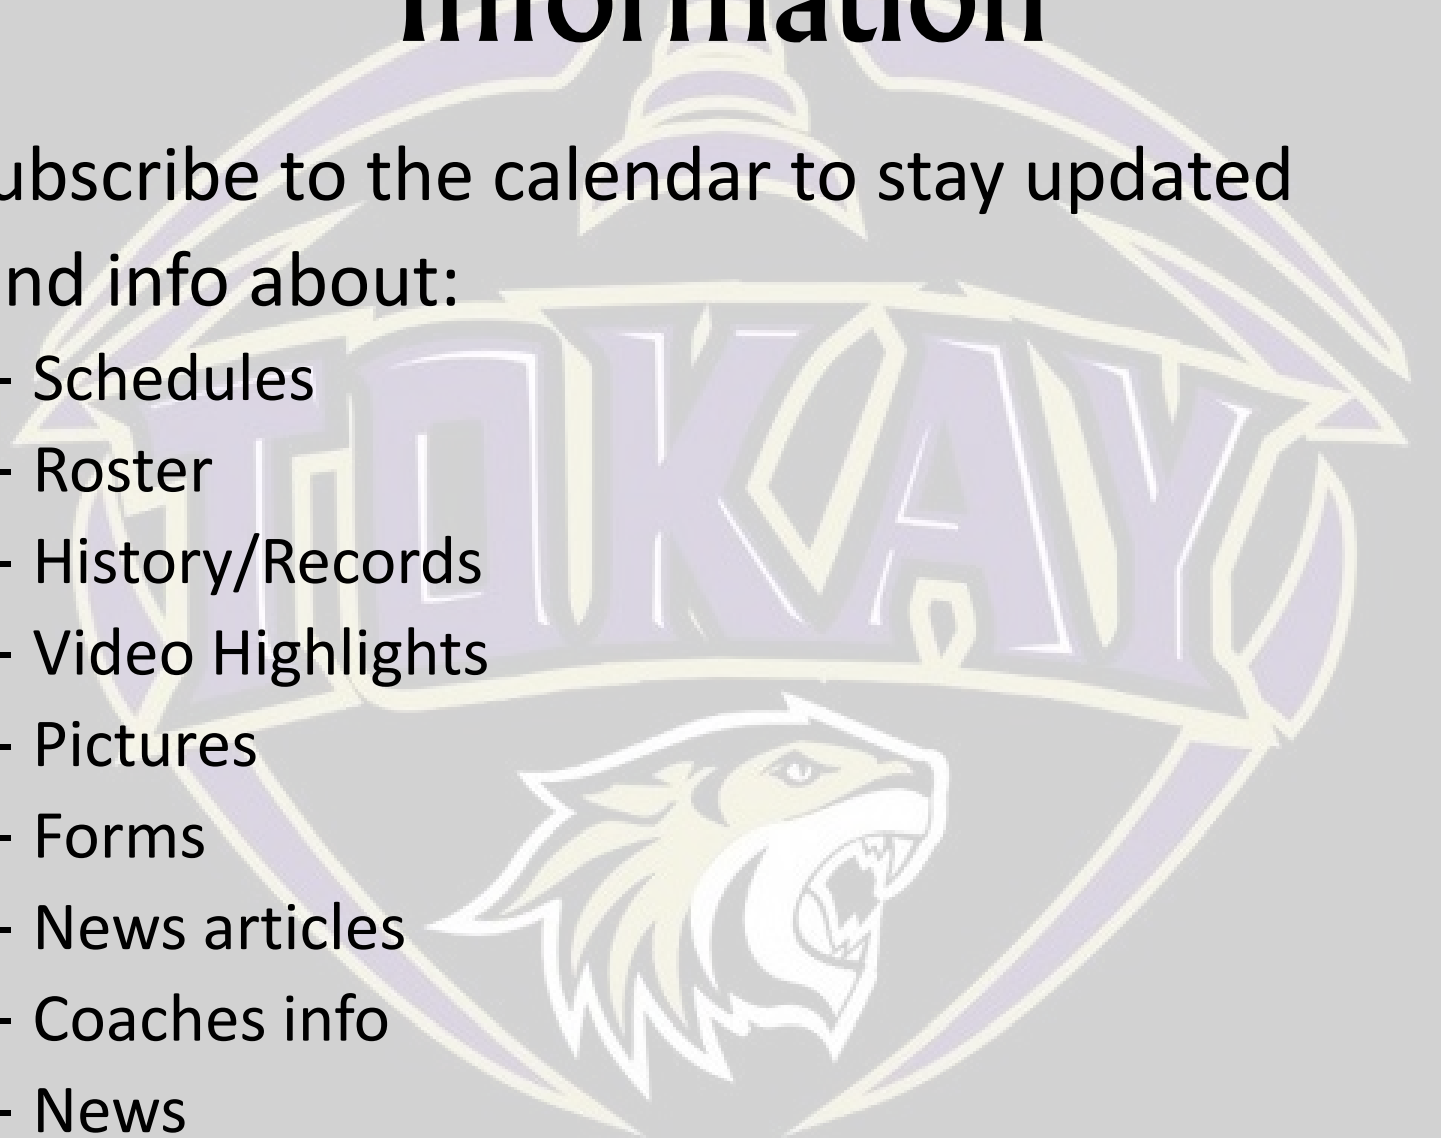 Information
ubscribe to the calendar to stay updated
nd info about:
- Schedules
- Roster
- History/Records
- Video Highlights
- Pictures
- Forms
- News articles
- Coaches info
- News
TOKAY